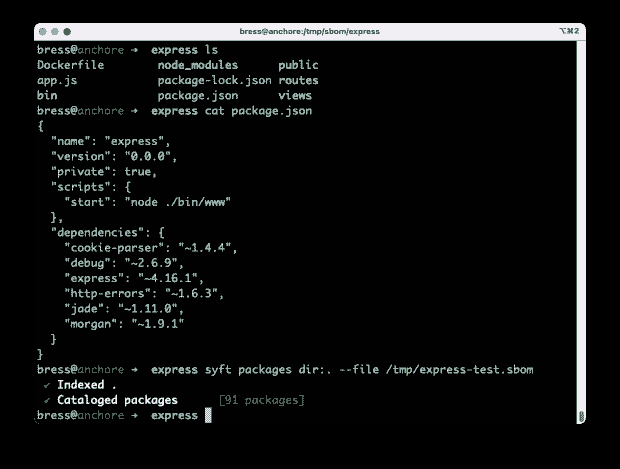 bress@anchore:/tmp/sbom/express ⌥⌘2
bress@anchore ➜ express ls
Dockerfile node_modules public
app.js package-lock.json routes
bin package.json views
bress@anchore ➜ express cat package.json
{
  "name": "express",
  "version": "0.0.0",
  "private": true,
  "scripts": {
    "start": "node ./bin/www"
  },
  "dependencies": {
    "cookie-parser": "~1.4.4",
    "debug": "~2.6.9",
    "express": "~4.16.1",
    "http-errors": "~1.6.3",
    "jade": "~1.11.0",
    "morgan": "~1.9.1"
  }
}
bress@anchore ➜ express syft packages dir:. --file /tmp/express-test.sbom
✔ Indexed .
✔ Cataloged packages [91 packages]
bress@anchore ➜ express